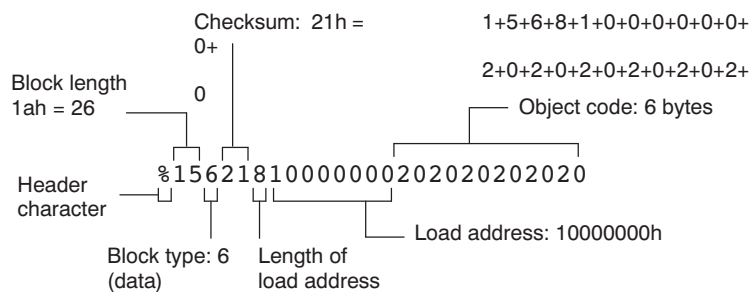 Checksum: 21h = 1+5+6+8+1+0+0+0+0+0+0+
0+ 2+0+2+0+2+0+2+0+2+0+2+
0
Block length
1ah = 26
Object code: 6 bytes
%1562181000000020202020202020
Header
character
Load address: 10000000h
Block type: 6
(data)
Length of
load address